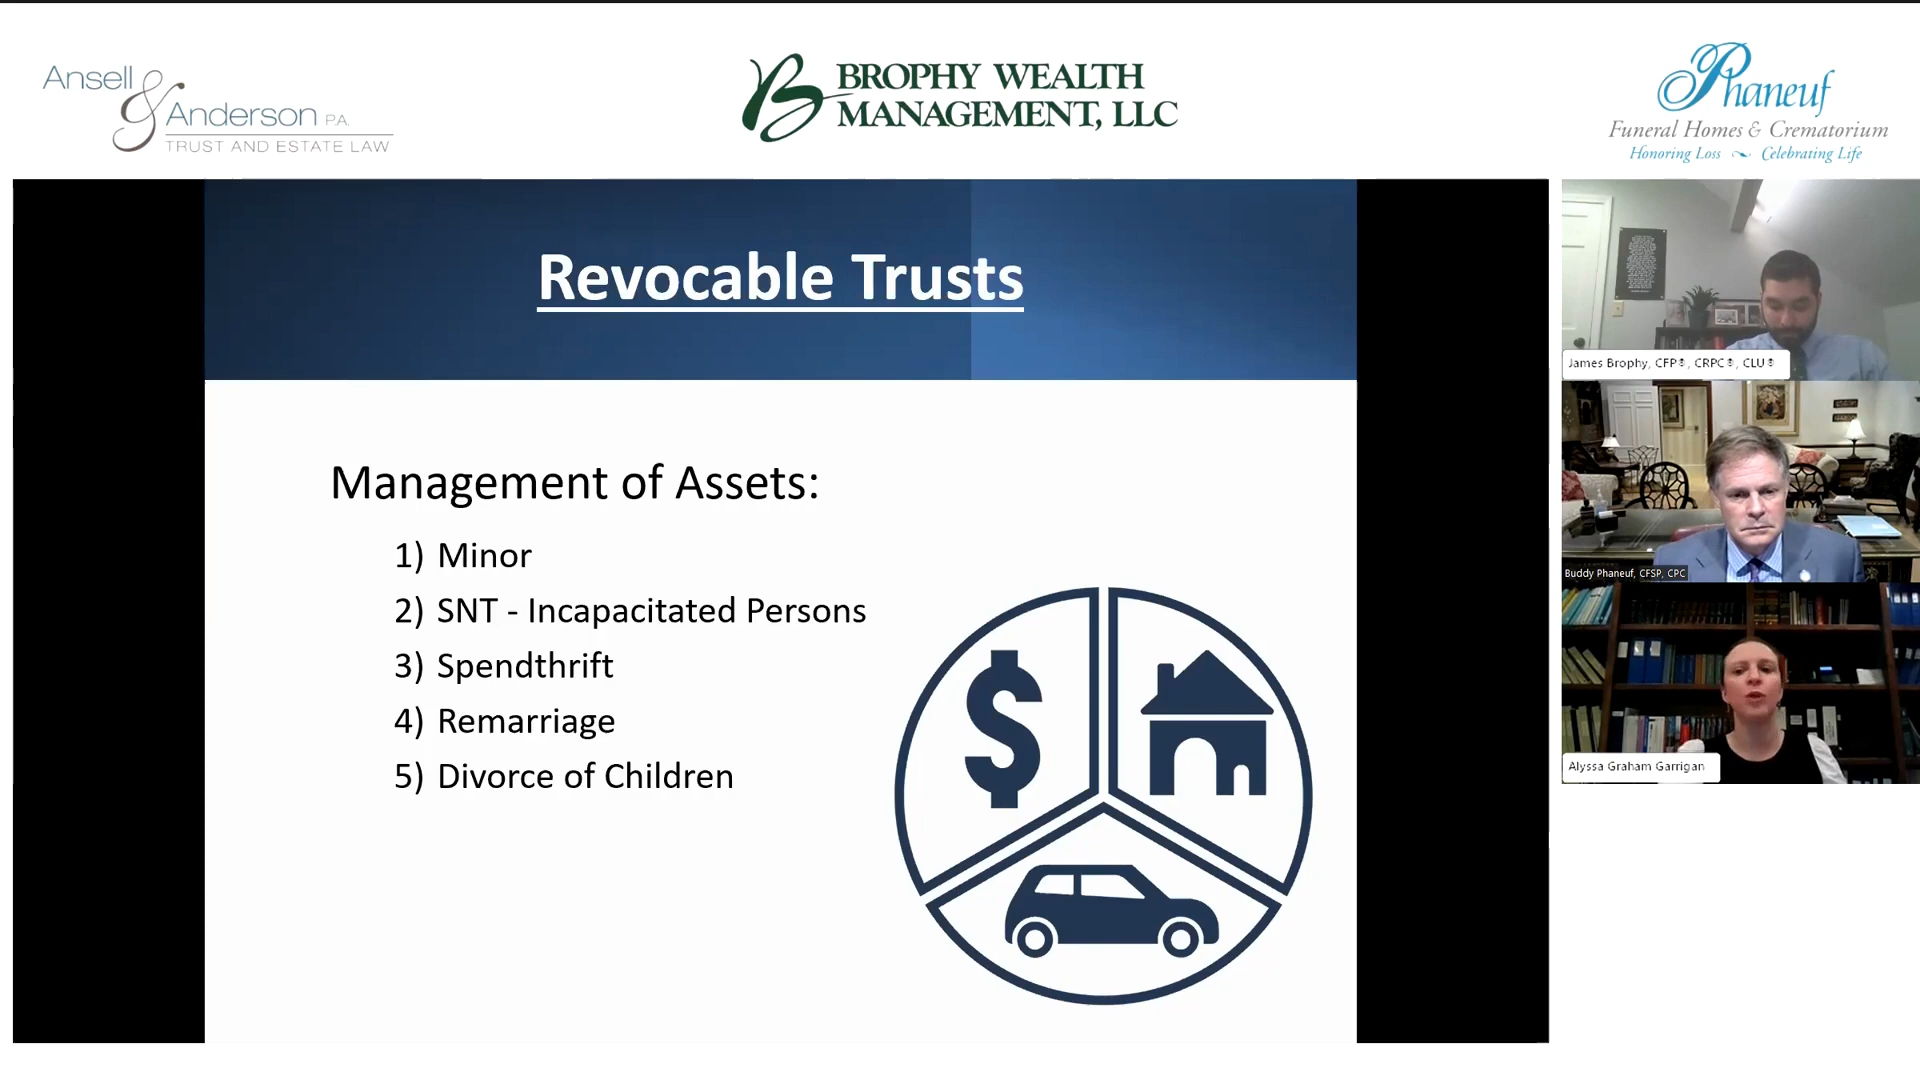 Ansell
&
Anderson P.A.
TRUST AND ESTATE LAW
B BROPHY WEALTH
MANAGEMENT, LLC
Phaneuf
Funeral Homes & Crematorium
Honoring Loss ~ Celebrating Life
Revocable Trusts
Management of Assets:
1) Minor
2) SNT - Incapacitated Persons
3) Spendthrift
4) Remarriage
5) Divorce of Children
$
James Brophy, CFP®, CRPC®, CLU®
Buddy Phaneuf, CFSP, CPC
Alyssa Graham Garrigan